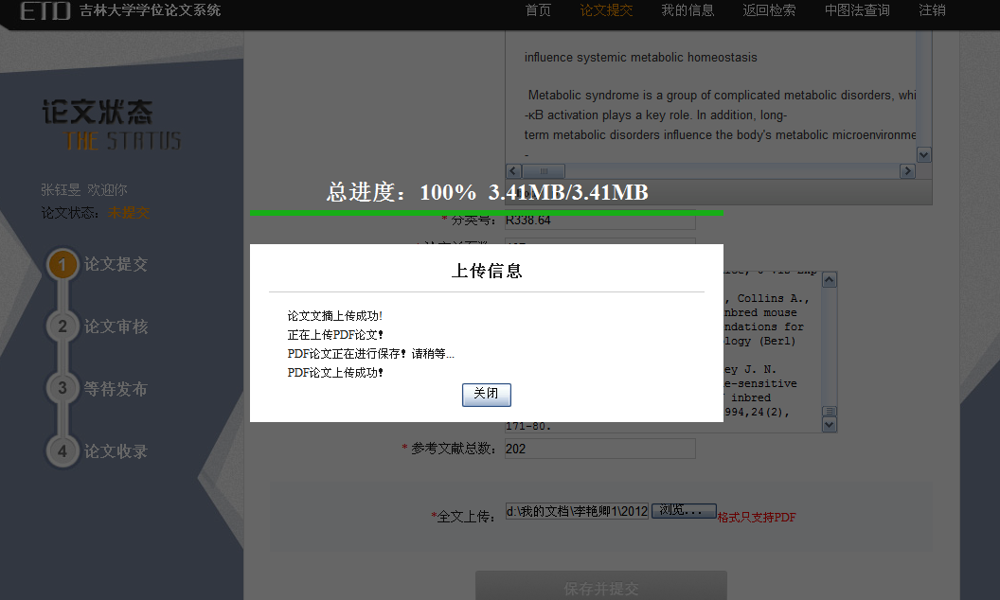 ETD 吉林大学学位论文系统
首页 论文提交 我的信息 返回检索 中图法查询 注销
论文状态
THE STATUS
张钰旻 欢迎你
论文状态：未提交
1 论文提交
2 论文审核
3 等待发布
4 论文收录
influence systemic metabolic homeostasis
Metabolic syndrome is a group of complicated metabolic disorders, whi
-κB activation plays a key role. In addition, long-
term metabolic disorders influence the body's metabolic microenvironme
-
总进度：100% 3.41MB/3.41MB
*分类号：R338.64
上传信息
论文文摘上传成功!
正在上传PDF论文!
PDF论文正在进行保存! 请稍等...
PDF论文上传成功!
关闭
, Collins A.,
nbred mouse
ndations for
logy (Berl)
ey J. N.
e-sensitive
inbred
994,24(2),
171-80.
*参考文献总数：202
*全文上传：d:\我的文档\李艳卿1\2012 浏览... 格式只支持PDF
保存并提交